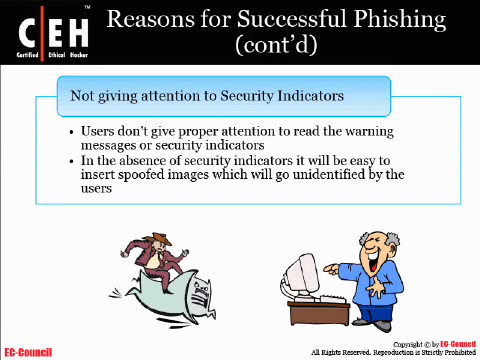 C|EH™
Certified Ethical Hacker
Reasons for Successful Phishing
(cont’d)
Not giving attention to Security Indicators
• Users don’t give proper attention to read the warning
messages or security indicators
• In the absence of security indicators it will be easy to
insert spoofed images which will go unidentified by the
users
EC-Council
Copyright © by EC-Council
All Rights Reserved. Reproduction is Strictly Prohibited